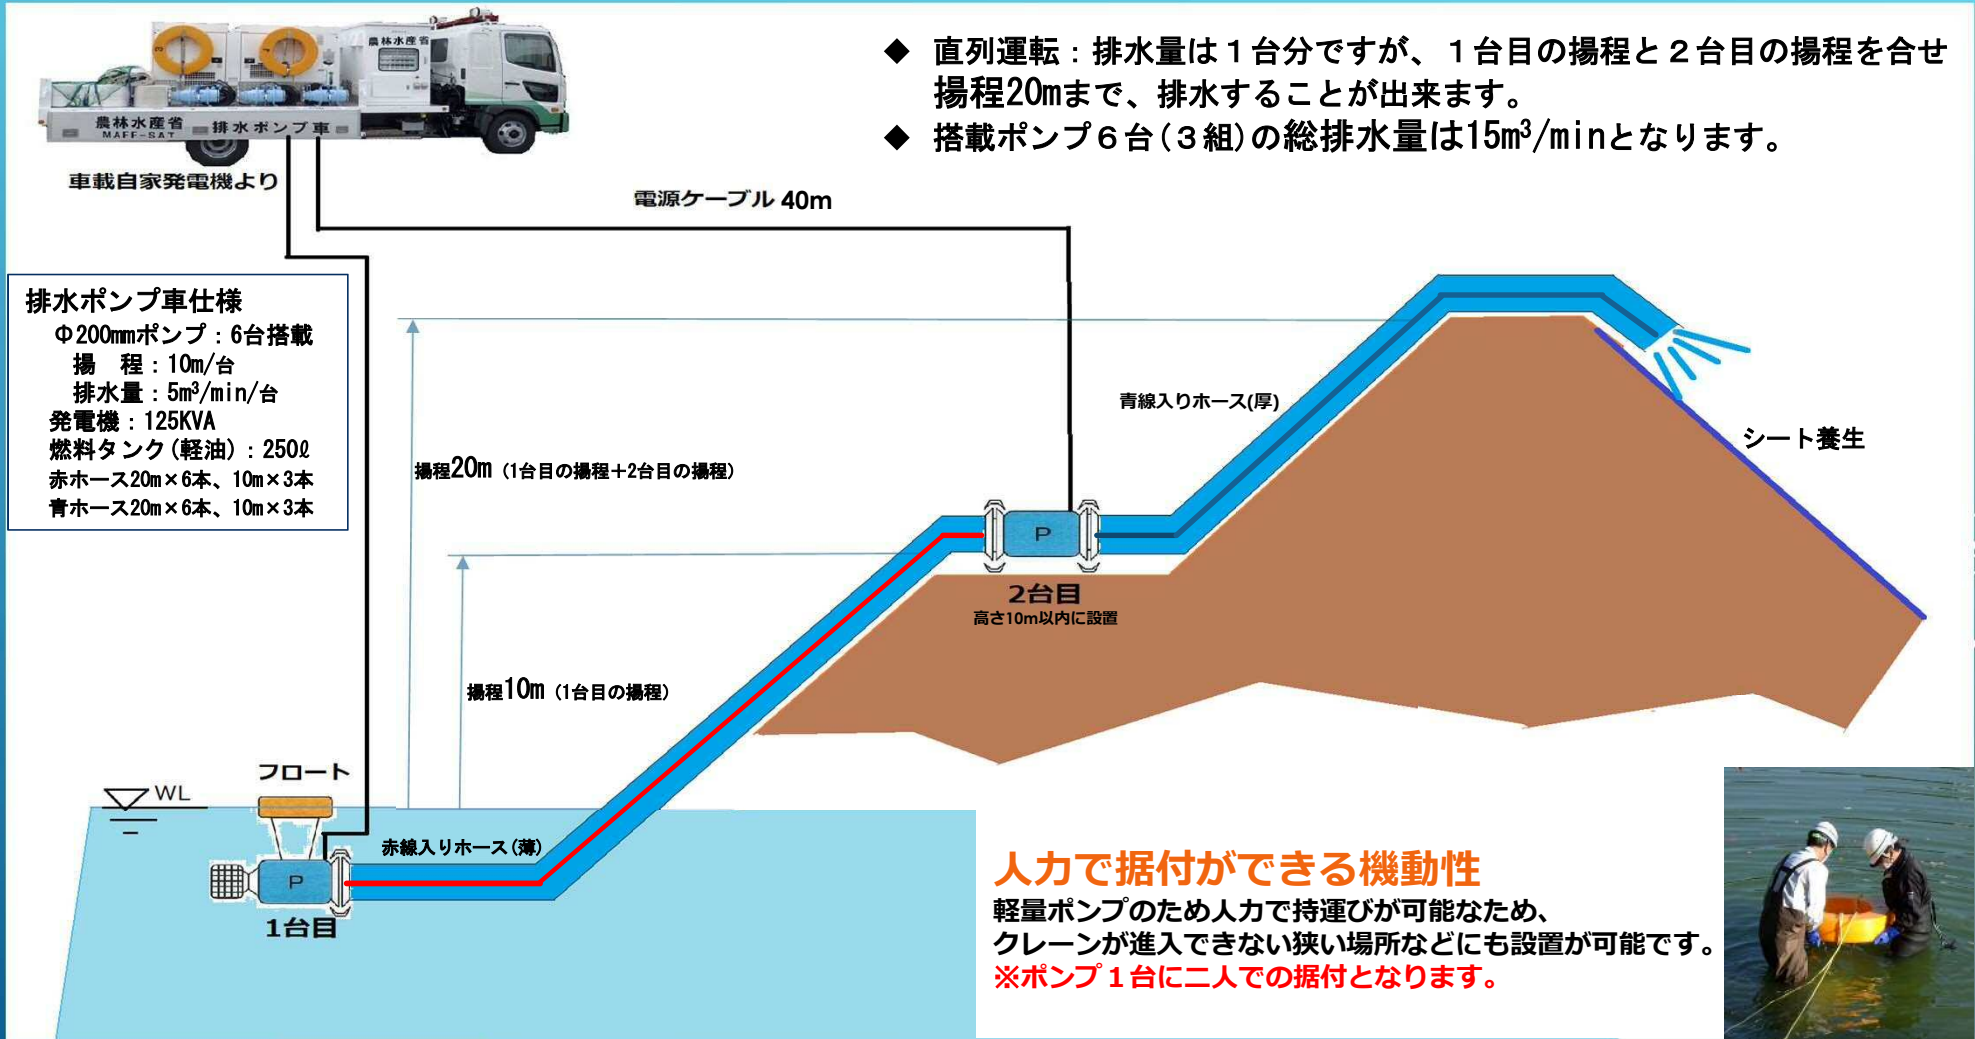 ◆ 直列運転：排水量は１台分ですが、１台目の揚程と２台目の揚程を合せ
揚程20mまで、排水することが出来ます。
◆ 搭載ポンプ６台(３組)の総排水量は15m³/minとなります。
農林水産省
農林水産省
MAFF-SAT
排水ポンプ車
車載自家発電機より
電源ケーブル 40m
排水ポンプ車仕様
Φ200mmポンプ：6台搭載
揚　程：10m/台
排水量：5m³/min/台
発電機：125KVA
燃料タンク(軽油)：250ℓ
赤ホース20m×6本、10m×3本
青ホース20m×6本、10m×3本
青線入りホース(厚)
シート養生
揚程20m（1台目の揚程＋2台目の揚程）
P
2台目
高さ10m以内に設置
揚程10m（1台目の揚程）
フロート
WL
赤線入りホース(薄)
P
1台目
人力で据付ができる機動性
軽量ポンプのため人力で持運びが可能なため、
クレーンが進入できない狭い場所などにも設置が可能です。
※ポンプ１台に二人での据付となります。